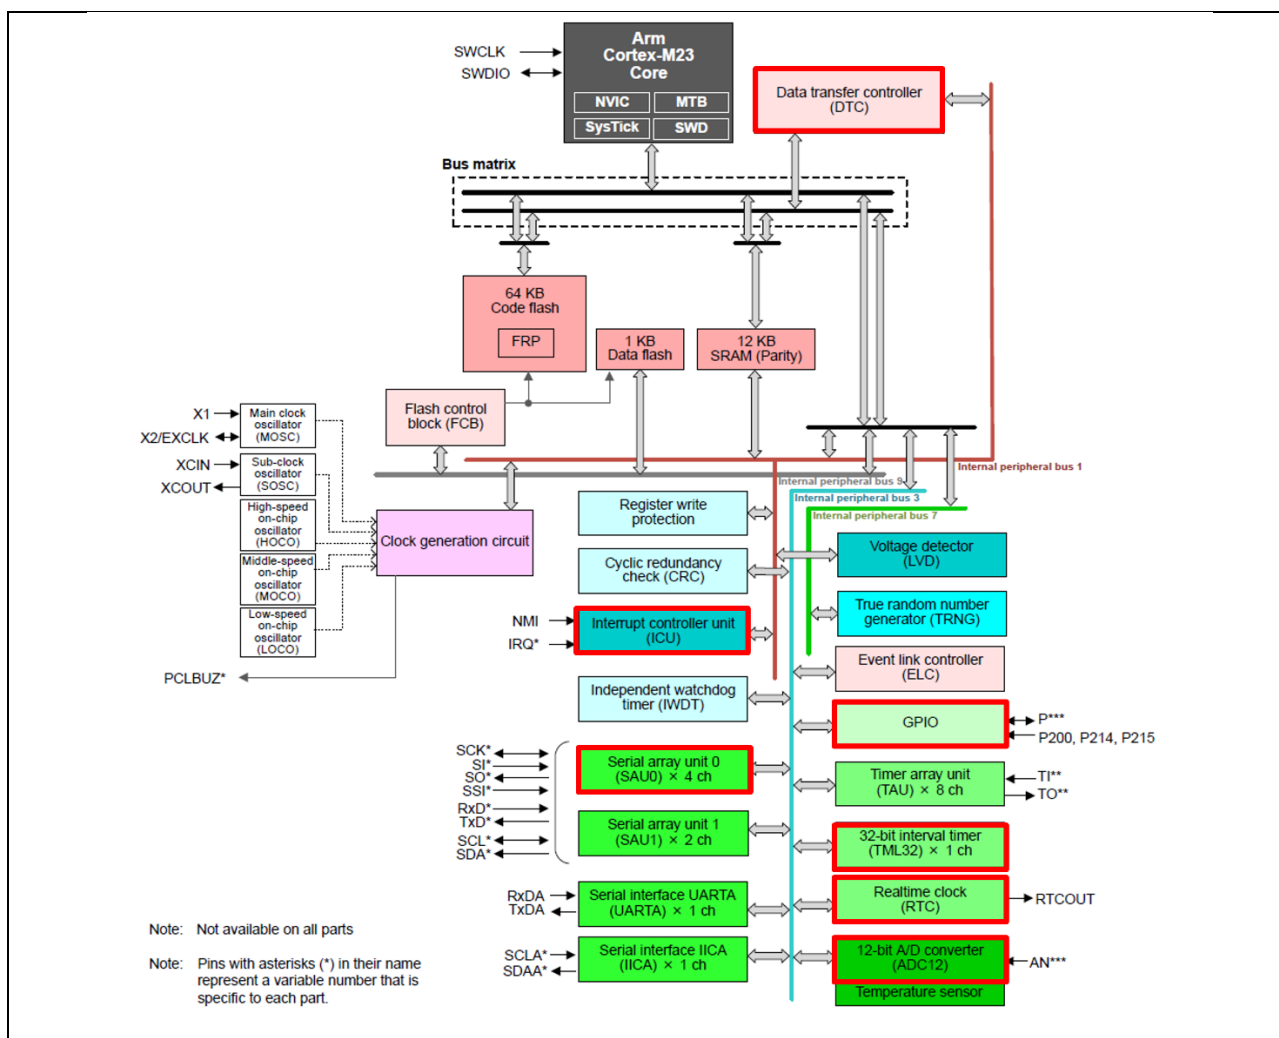 Arm
Cortex-M23
Core
NVIC
MTB
SysTick
SWD
SWCLK
SWDIO
Data transfer controller
(DTC)
Bus matrix
64 KB
Code flash
FRP
1 KB
Data flash
12 KB
SRAM (Parity)
Flash control
block (FCB)
X1
X2/EXCLK
Main clock
oscillator
(MOSC)
XCIN
XCOUT
Sub-clock
oscillator
(SOSC)
High-speed
on-chip
oscillator
(HOCO)
Middle-speed
on-chip
oscillator
(MOCO)
Low-speed
on-chip
oscillator
(LOCO)
Clock generation circuit
PCLBUZ*
Internal peripheral bus 1
Internal peripheral bus 9
Internal peripheral bus 3
Internal peripheral bus 7
Register write
protection
Cyclic redundancy
check (CRC)
NMI
IRQ*
Interrupt controller unit
(ICU)
Independent watchdog
timer (IWDT)
SCK*
SI*
SO*
SSI*
RxD*
TxD*
SCL*
SDA*
Serial array unit 0
(SAU0) × 4 ch
Serial array unit 1
(SAU1) × 2 ch
RxDA
TxDA
Serial interface UARTA
(UARTA) × 1 ch
SCLA*
SDAA*
Serial interface IICA
(IICA) × 1 ch
Voltage detector
(LVD)
True random number
generator (TRNG)
Event link controller
(ELC)
GPIO
P***
P200, P214, P215
Timer array unit
(TAU) × 8 ch
TI**
TO**
32-bit interval timer
(TML32) × 1 ch
Realtime clock
(RTC)
RTCOUT
12-bit A/D converter
(ADC12)
AN***
Temperature sensor
Note: Not available on all parts
Note: Pins with asterisks (*) in their name
represent a variable number that is
specific to each part.